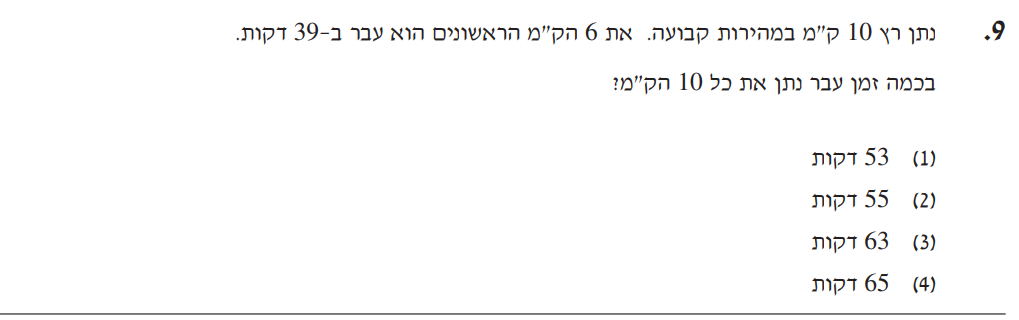 9. נתן רץ 10 ק"מ במהירות קבועה. את 6 הק"מ הראשונים הוא עבר ב-39 דקות.
בכמה זמן עבר נתן את כל 10 הק"מ?
(1) 53 דקות
(2) 55 דקות
(3) 63 דקות
(4) 65 דקות